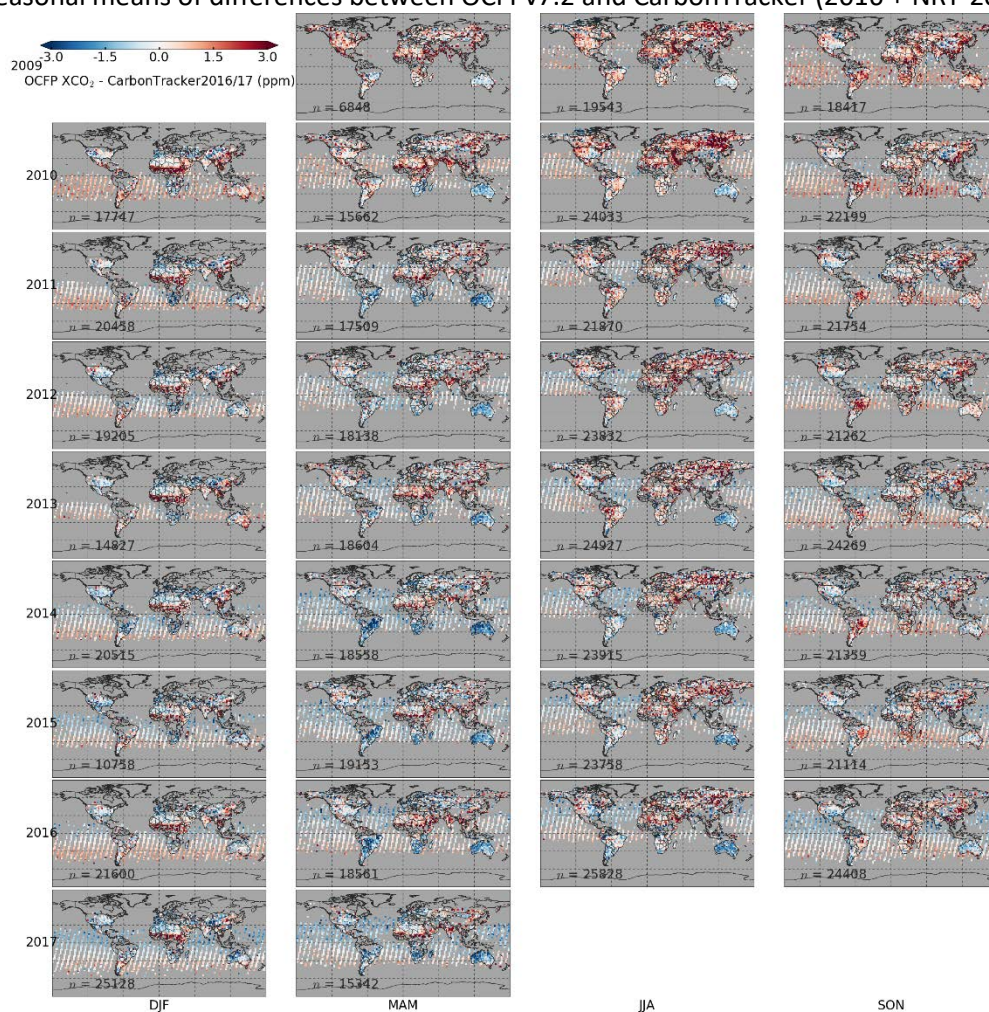 easonal means of differences between OCFP v7.2 and CarbonTracker (2016 + NRT
-3.0 -1.5 0.0 1.5 3.0
2009
OCFP XCO₂ - CarbonTracker2016/17 (ppm)
n = 6848 n = 19543 n = 18417
2010
n = 17747 n = 15662 n = 24033 n = 22199
2011
n = 20458 n = 17509 n = 21870 n = 21754
2012
n = 19205 n = 18138 n = 23832 n = 21262
2013
n = 14827 n = 18604 n = 24927 n = 24269
2014
n = 20515 n = 18558 n = 23915 n = 21359
2015
n = 10758 n = 19153 n = 23758 n = 21114
2016
n = 21600 n = 18561 n = 25828 n = 24408
2017
n = 25128 n = 15342
DJF MAM JJA SON